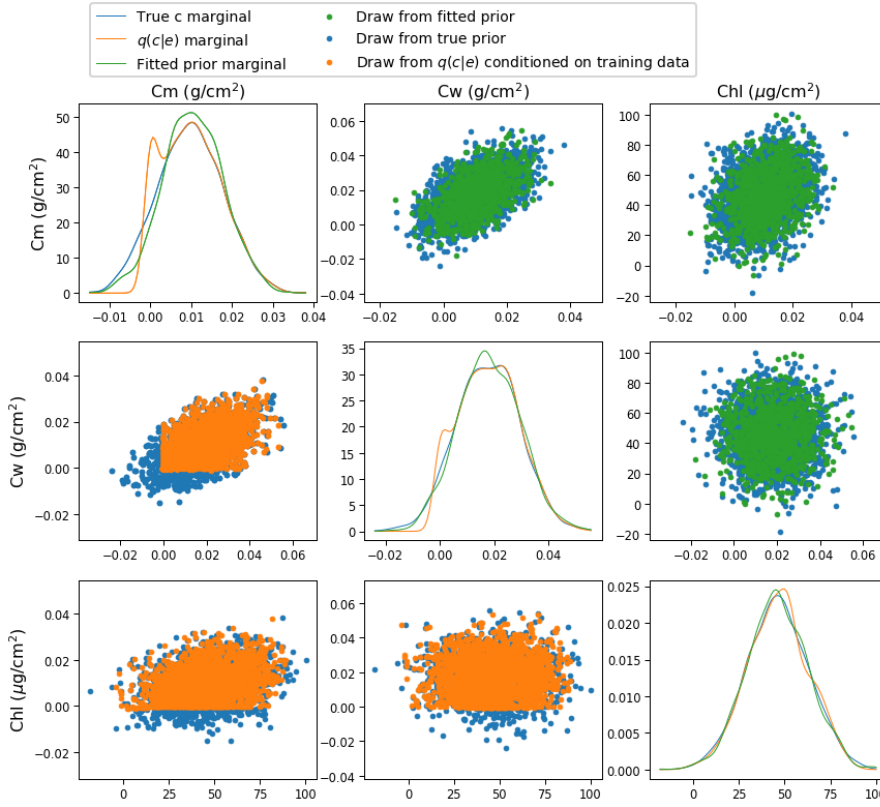 True c marginal
q(c|e) marginal
Fitted prior marginal
Draw from fitted prior
Draw from true prior
Draw from q(c|e) conditioned on training data
Cm (g/cm²)
Cw (g/cm²)
Chl (μg/cm²)
Cm (g/cm²)
50
40
30
20
10
0
−0.01 0.00 0.01 0.02 0.03 0.04
0.06
0.04
0.02
0.00
−0.02
−0.04
−0.02 0.00 0.02 0.04
100
80
60
40
20
0
−20
−0.02 0.00 0.02 0.04
Cw (g/cm²)
0.04
0.02
0.00
−0.02
−0.02 0.00 0.02 0.04 0.06
35
30
25
20
15
10
5
0
−0.02 0.00 0.02 0.04
100
80
60
40
20
0
−20
−0.02 0.00 0.02 0.04 0.06
Chl (μg/cm²)
0.04
0.02
0.00
−0.02
0 25 50 75 100
0.06
0.04
0.02
0.00
−0.02
−0.04
0 25 50 75 100
0.025
0.020
0.015
0.010
0.005
0.000
0 25 50 75 100